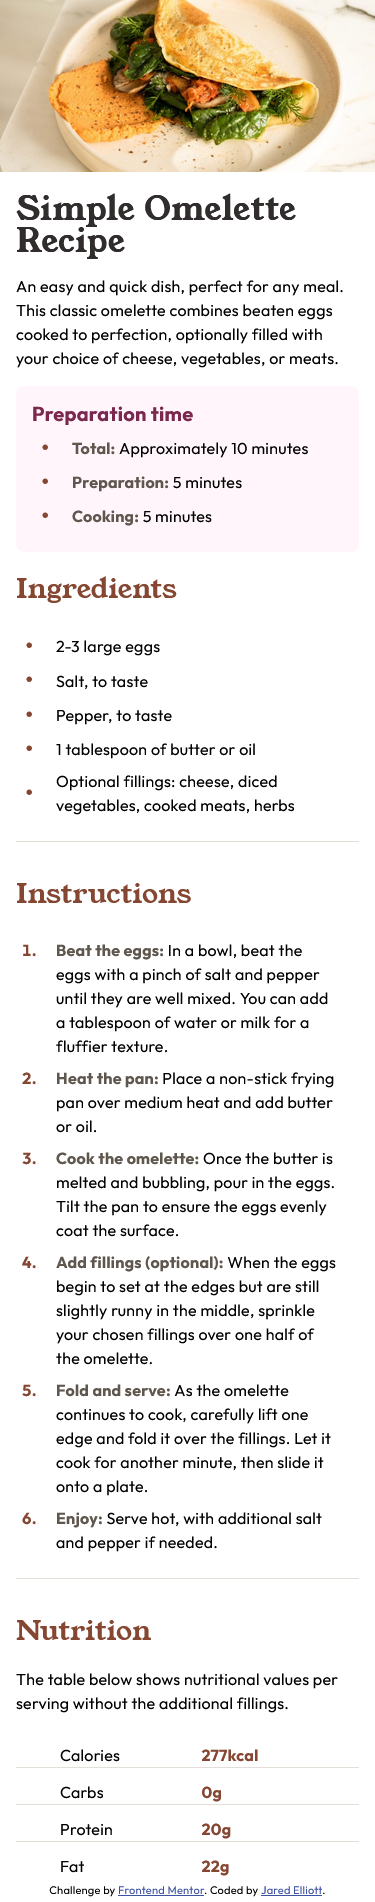 Simple Omelette
Recipe
An easy and quick dish, perfect for any meal.
This classic omelette combines beaten eggs
cooked to perfection, optionally filled with
your choice of cheese, vegetables, or meats.
Preparation time
• Total: Approximately 10 minutes
• Preparation: 5 minutes
• Cooking: 5 minutes
Ingredients
• 2-3 large eggs
• Salt, to taste
• Pepper, to taste
• 1 tablespoon of butter or oil
• Optional fillings: cheese, diced
vegetables, cooked meats, herbs
Instructions
1. Beat the eggs: In a bowl, beat the
eggs with a pinch of salt and pepper
until they are well mixed. You can add
a tablespoon of water or milk for a
fluffier texture.
2. Heat the pan: Place a non-stick frying
pan over medium heat and add butter
or oil.
3. Cook the omelette: Once the butter is
melted and bubbling, pour in the eggs.
Tilt the pan to ensure the eggs evenly
coat the surface.
4. Add fillings (optional): When the eggs
begin to set at the edges but are still
slightly runny in the middle, sprinkle
your chosen fillings over one half of
the omelette.
5. Fold and serve: As the omelette
continues to cook, carefully lift one
edge and fold it over the fillings. Let it
cook for another minute, then slide it
onto a plate.
6. Enjoy: Serve hot, with additional salt
and pepper if needed.
Nutrition
The table below shows nutritional values per
serving without the additional fillings.
Calories 277kcal
Carbs 0g
Protein 20g
Fat 22g
Challenge by Frontend Mentor. Coded by Jared Elliott.